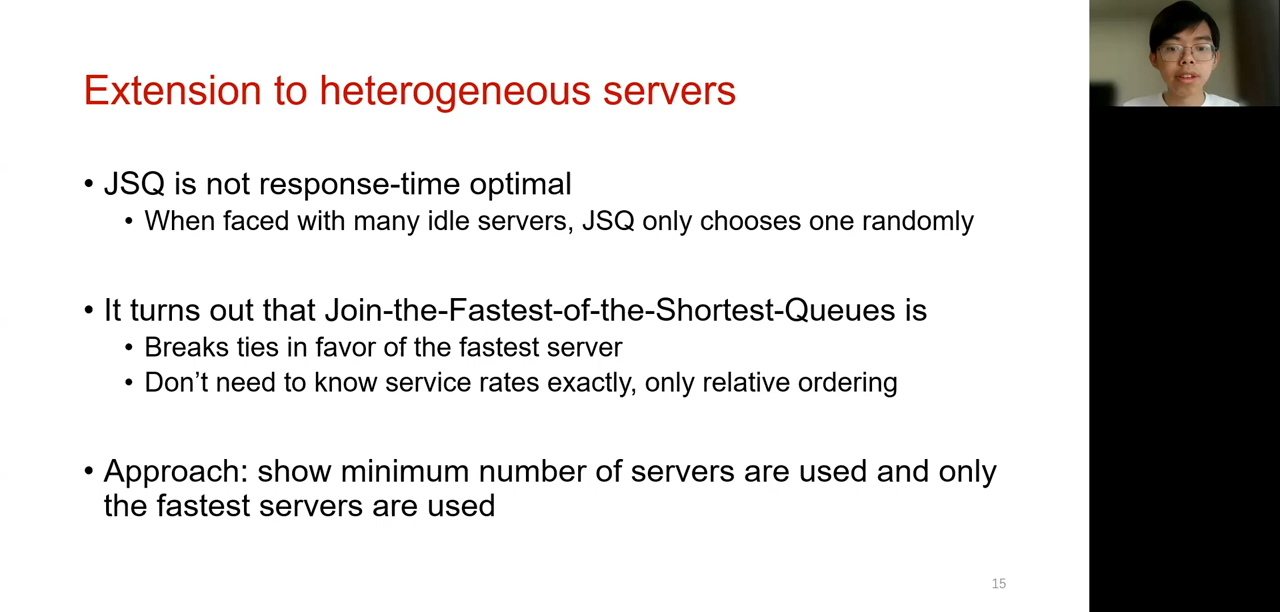 Extension to heterogeneous servers
• JSQ is not response-time optimal
• When faced with many idle servers, JSQ only chooses one randomly
• It turns out that Join-the-Fastest-of-the-Shortest-Queues is
• Breaks ties in favor of the fastest server
• Don’t need to know service rates exactly, only relative ordering
• Approach: show minimum number of servers are used and only
the fastest servers are used
15